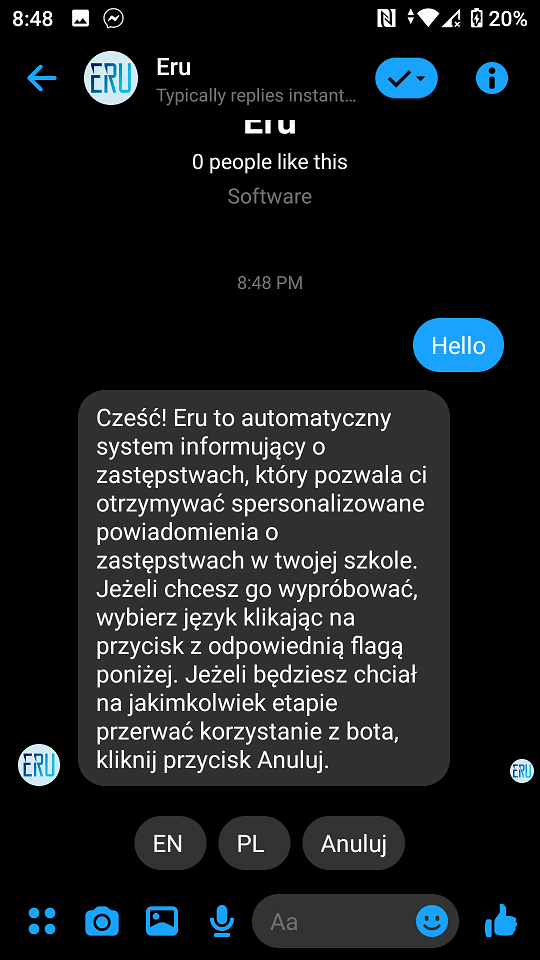 8:48
20%
ERU
Eru
Typically replies instant...
Eru
0 people like this
Software
8:48 PM
Hello
Cześć! Eru to automatyczny
system informujący o
zastępstwach, który pozwala ci
otrzymywać spersonalizowane
powiadomienia o
zastępstwach w twojej szkole.
Jeżeli chcesz go wypróbować,
wybierz język klikając na
przycisk z odpowiednią flagą
poniżej. Jeżeli będziesz chciał
na jakimkolwiek etapie
przerwać korzystanie z bota,
kliknij przycisk Anuluj.
ERU
ERU
EN
PL
Anuluj
Aa